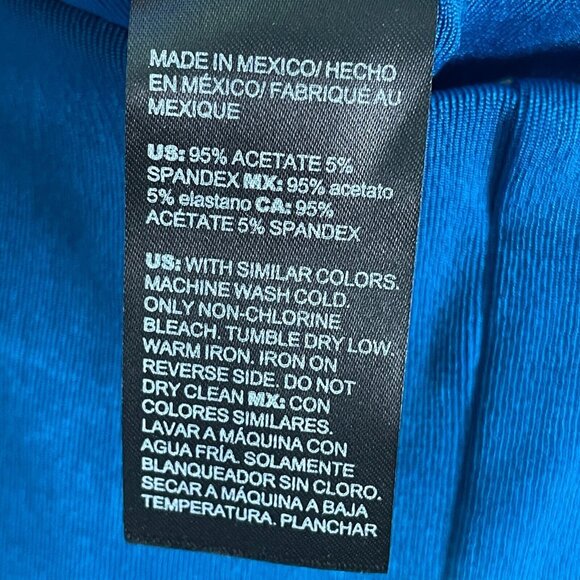 MADE IN MEXICO/ HECHO
EN MÉXICO/ FABRIQUÉ AU
MEXIQUE
US: 95% ACETATE 5%
SPANDEX MX: 95% acetato
5% elastano CA: 95%
ACÉTATE 5% SPANDEX
US: WITH SIMILAR COLORS.
MACHINE WASH COLD.
ONLY NON-CHLORINE
BLEACH. TUMBLE DRY LOW.
WARM IRON. IRON ON
REVERSE SIDE. DO NOT
DRY CLEAN MX: CON
COLORES SIMILARES.
LAVAR A MÁQUINA CON
AGUA FRÍA. SOLAMENTE
BLANQUEADOR SIN CLORO.
SECAR A MÁQUINA A BAJA
TEMPERATURA. PLANCHAR